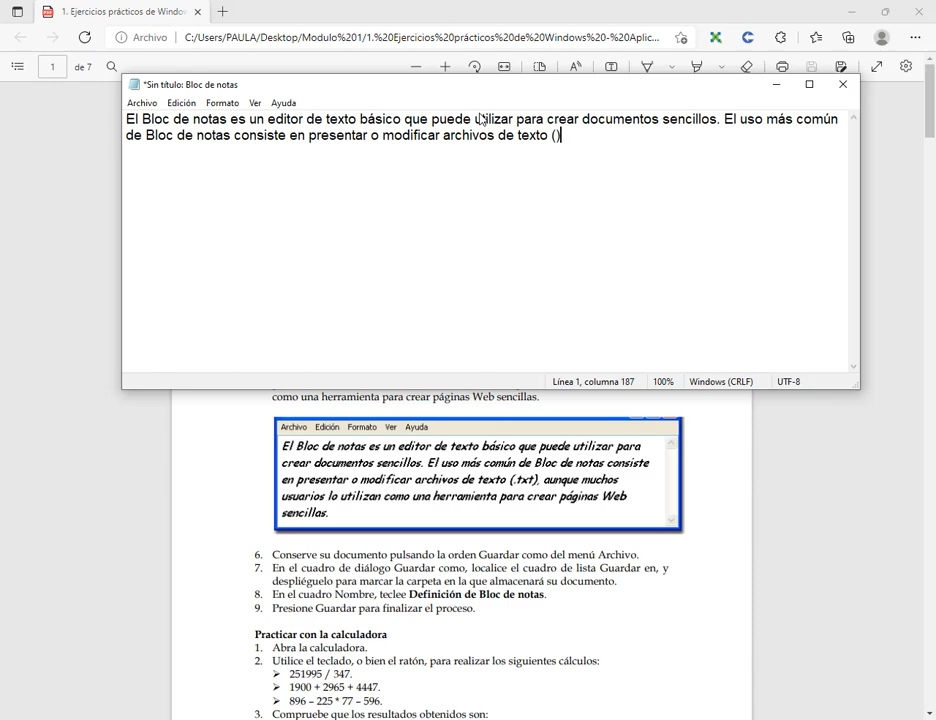 1. Ejercicios prácticos de Window
Archivo C:/Users/PAULA/Desktop/Modulo%201/1.%20Ejercicios%20prácticos%20de%20Windows%20-%20Aplic...
1 de 7
*Sin título: Bloc de notas
Archivo Edición Formato Ver Ayuda
El Bloc de notas es un editor de texto básico que puede utilizar para crear documentos sencillos. El uso más común
de Bloc de notas consiste en presentar o modificar archivos de texto ()
Línea 1, columna 187 100% Windows (CRLF) UTF-8
como una herramienta para crear páginas Web sencillas.
Archivo Edición Formato Ver Ayuda
El Bloc de notas es un editor de texto básico que puede utilizar para
crear documentos sencillos. El uso más común de Bloc de notas consiste
en presentar o modificar archivos de texto (.txt), aunque muchos
usuarios lo utilizan como una herramienta para crear páginas Web
sencillas.
6. Conserve su documento pulsando la orden Guardar como del menú Archivo.
7. En el cuadro de diálogo Guardar como, localice el cuadro de lista Guardar en, y
despliéguelo para marcar la carpeta en la que almacenará su documento.
8. En el cuadro Nombre, teclee Definición de Bloc de notas.
9. Presione Guardar para finalizar el proceso.
Practicar con la calculadora
1. Abra la calculadora.
2. Utilice el teclado, o bien el ratón, para realizar los siguientes cálculos:
➢ 251995 / 347.
➢ 1900 + 2965 + 4447.
➢ 896 – 225 * 77 – 596.
3. Compruebe que los resultados obtenidos son: